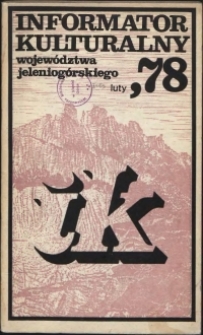 INFORMATOR
KULTURALNY
województwa
jeleniogórskiego
luty ,78
ik